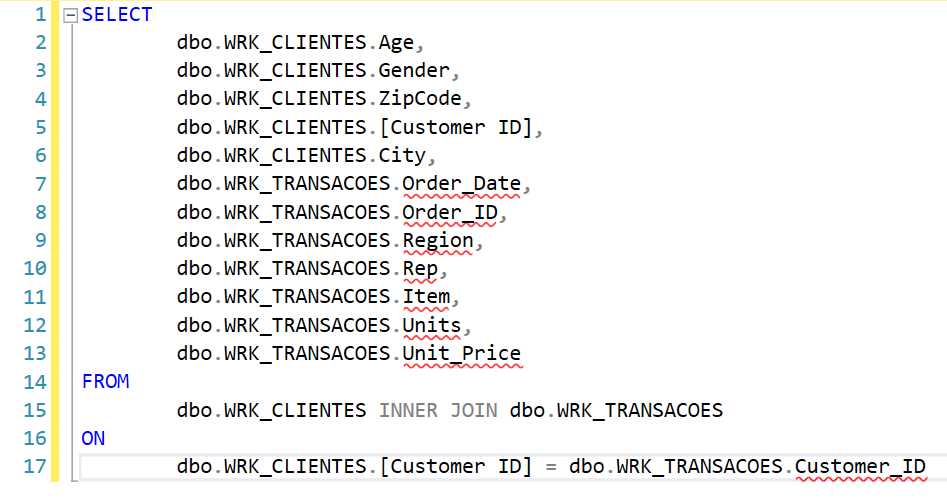 1 SELECT
2 dbo.WRK_CLIENTES.Age,
3 dbo.WRK_CLIENTES.Gender,
4 dbo.WRK_CLIENTES.ZipCode,
5 dbo.WRK_CLIENTES.[Customer ID],
6 dbo.WRK_CLIENTES.City,
7 dbo.WRK_TRANSACOES.Order_Date,
8 dbo.WRK_TRANSACOES.Order_ID,
9 dbo.WRK_TRANSACOES.Region,
10 dbo.WRK_TRANSACOES.Rep,
11 dbo.WRK_TRANSACOES.Item,
12 dbo.WRK_TRANSACOES.Units,
13 dbo.WRK_TRANSACOES.Unit_Price
14 FROM
15 dbo.WRK_CLIENTES INNER JOIN dbo.WRK_TRANSACOES
16 ON
17 dbo.WRK_CLIENTES.[Customer ID] = dbo.WRK_TRANSACOES.Customer_ID